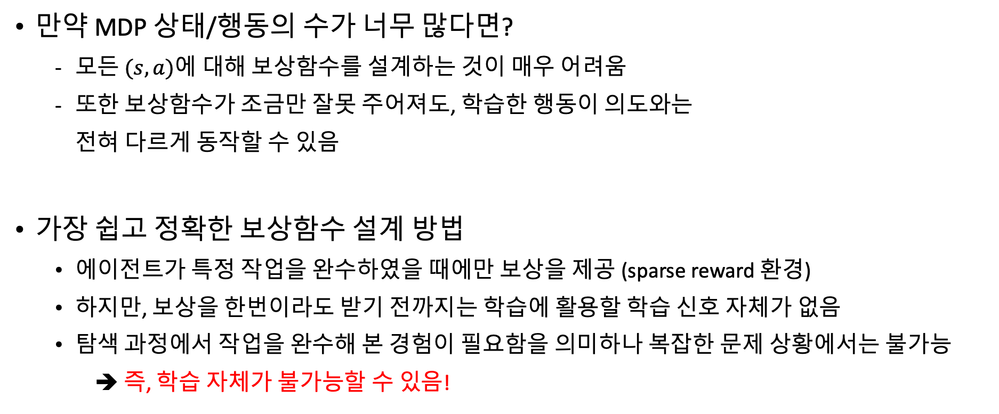 • 만약 MDP 상태/행동의 수가 너무 많다면?
- 모든 (s, a)에 대해 보상함수를 설계하는 것이 매우 어려움
- 또한 보상함수가 조금만 잘못 주어져도, 학습한 행동이 의도와는
전혀 다르게 동작할 수 있음
• 가장 쉽고 정확한 보상함수 설계 방법
• 에이전트가 특정 작업을 완수하였을 때에만 보상을 제공 (sparse reward 환경)
• 하지만, 보상을 한번이라도 받기 전까지는 학습에 활용할 학습 신호 자체가 없음
• 탐색 과정에서 작업을 완수해 본 경험이 필요함을 의미하나 복잡한 문제 상황에서는 불가능
➔ 즉, 학습 자체가 불가능할 수 있음!